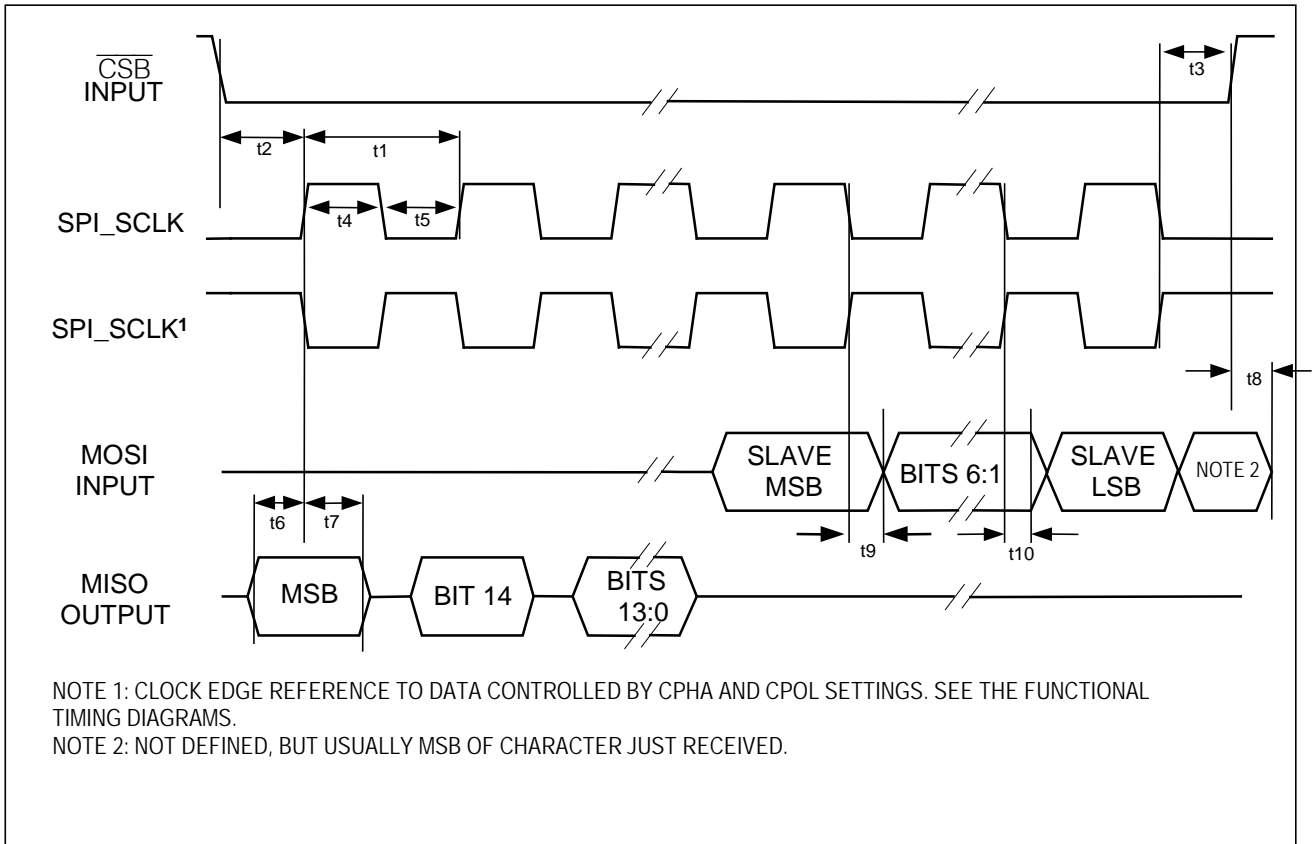 CSB
INPUT
t3
t2
t1
SPI_SCLK
t4
t5
SPI_SCLK¹
t8
MOSI
INPUT
SLAVE
MSB
BITS 6:1
SLAVE
LSB
NOTE 2
t6
t7
t9
t10
MISO
OUTPUT
MSB
BIT 14
BITS
13:0
NOTE 1: CLOCK EDGE REFERENCE TO DATA CONTROLLED BY CPHA AND CPOL SETTINGS. SEE THE FUNCTIONAL
TIMING DIAGRAMS.
NOTE 2: NOT DEFINED, BUT USUALLY MSB OF CHARACTER JUST RECEIVED.